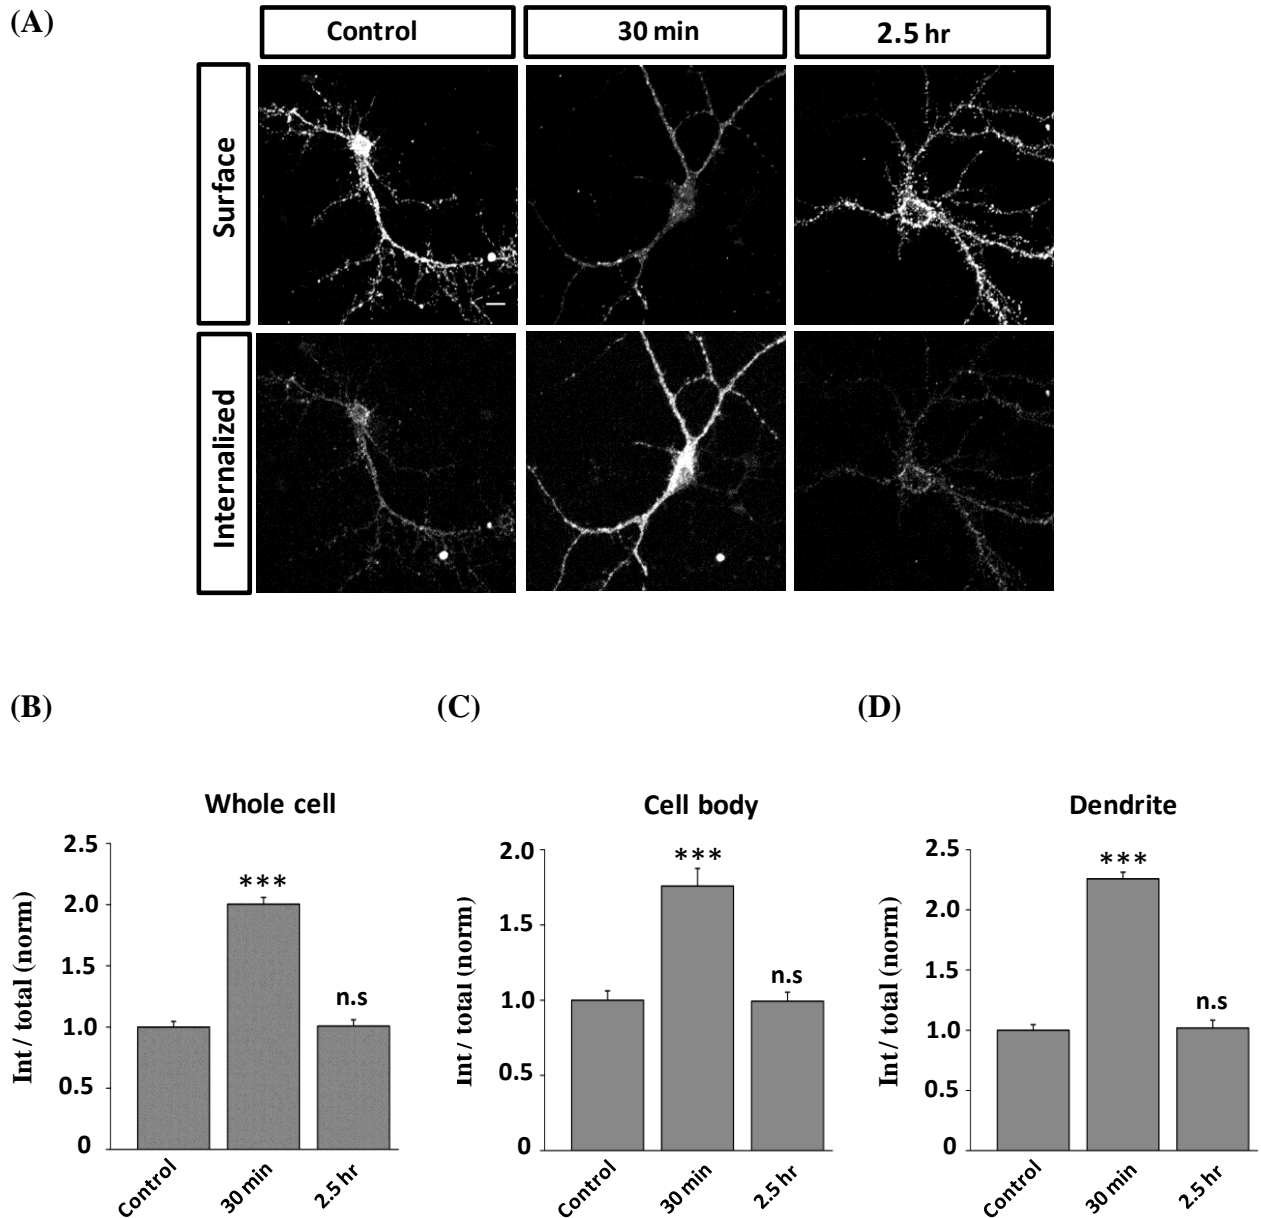 (A)
Control
30 min
2.5 hr
Surface
Internalized
(B)
(C)
(D)
Whole cell
Int / total (norm)
2.5
2.0
1.5
1.0
0.5
0
***
n.s
Control
30 min
2.5 hr
Cell body
Int / total (norm)
2.0
1.5
1.0
0.5
0
***
n.s
Control
30 min
2.5 hr
Dendrite
Int / total (norm)
2.5
2.0
1.5
1.0
0.5
0
***
n.s
Control
30 min
2.5 hr